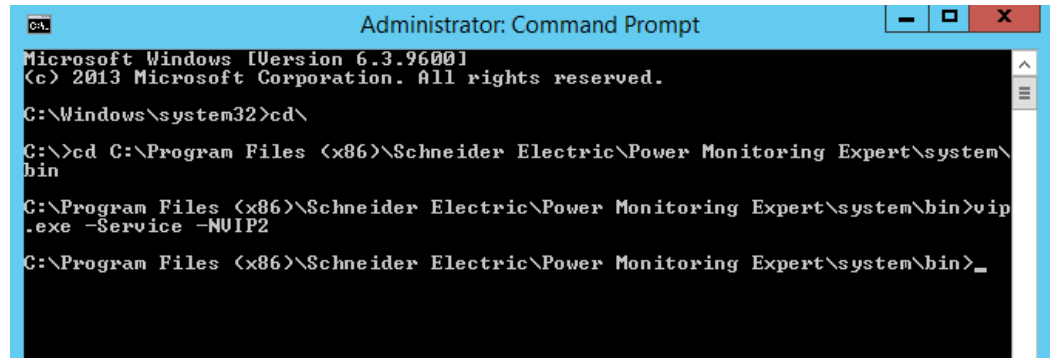 Administrator: Command Prompt
Microsoft Windows [Version 6.3.9600]
(c) 2013 Microsoft Corporation. All rights reserved.
C:\Windows\system32>cd\
C:\>cd C:\Program Files (x86)\Schneider Electric\Power Monitoring Expert\system\
bin
C:\Program Files (x86)\Schneider Electric\Power Monitoring Expert\system\bin>vip
.exe -Service -NVIP2
C:\Program Files (x86)\Schneider Electric\Power Monitoring Expert\system\bin>_